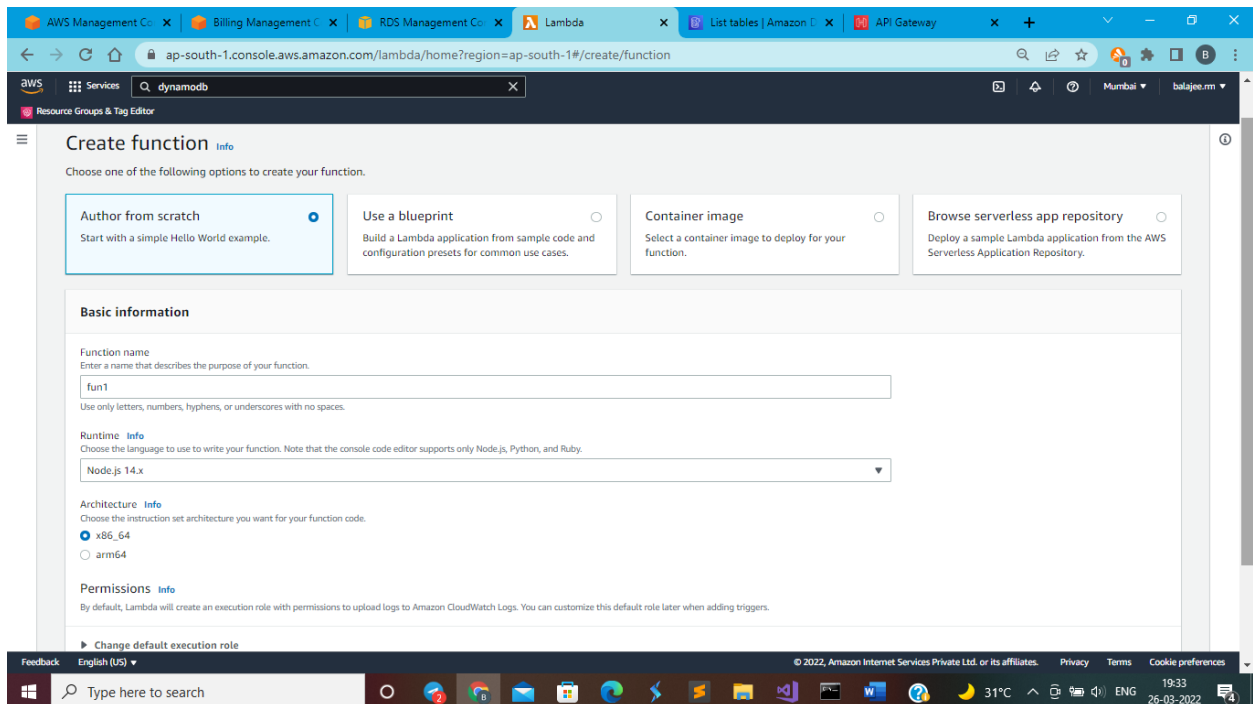 AWS Management Co
Billing Management C
RDS Management Co
Lambda
List tables | Amazon D
API Gateway
ap-south-1.console.aws.amazon.com/lambda/home?region=ap-south-1#/create/function
0
B
aws
Services
dynamodb
Mumbai
balajee.rm
Resource Groups & Tag Editor
Create function Info
Choose one of the following options to create your function.
Author from scratch
Start with a simple Hello World example.
Use a blueprint
Build a Lambda application from sample code and
configuration presets for common use cases.
Container image
Select a container image to deploy for your
function.
Browse serverless app repository
Deploy a sample Lambda application from the AWS
Serverless Application Repository.
Basic information
Function name
Enter a name that describes the purpose of your function.
fun1
Use only letters, numbers, hyphens, or underscores with no spaces.
Runtime Info
Choose the language to use to write your function. Note that the console code editor supports only Node.js, Python, and Ruby.
Node.js 14.x
Architecture Info
Choose the instruction set architecture you want for your function code.
x86_64
arm64
Permissions Info
By default, Lambda will create an execution role with permissions to upload logs to Amazon CloudWatch Logs. You can customize this default role later when adding triggers.
Change default execution role
Feedback
English (US)
© 2022, Amazon Internet Services Private Ltd. or its affiliates.
Privacy
Terms
Cookie preferences
Type here to search
2
B
31°C
ENG
19:33
26-03-2022
4